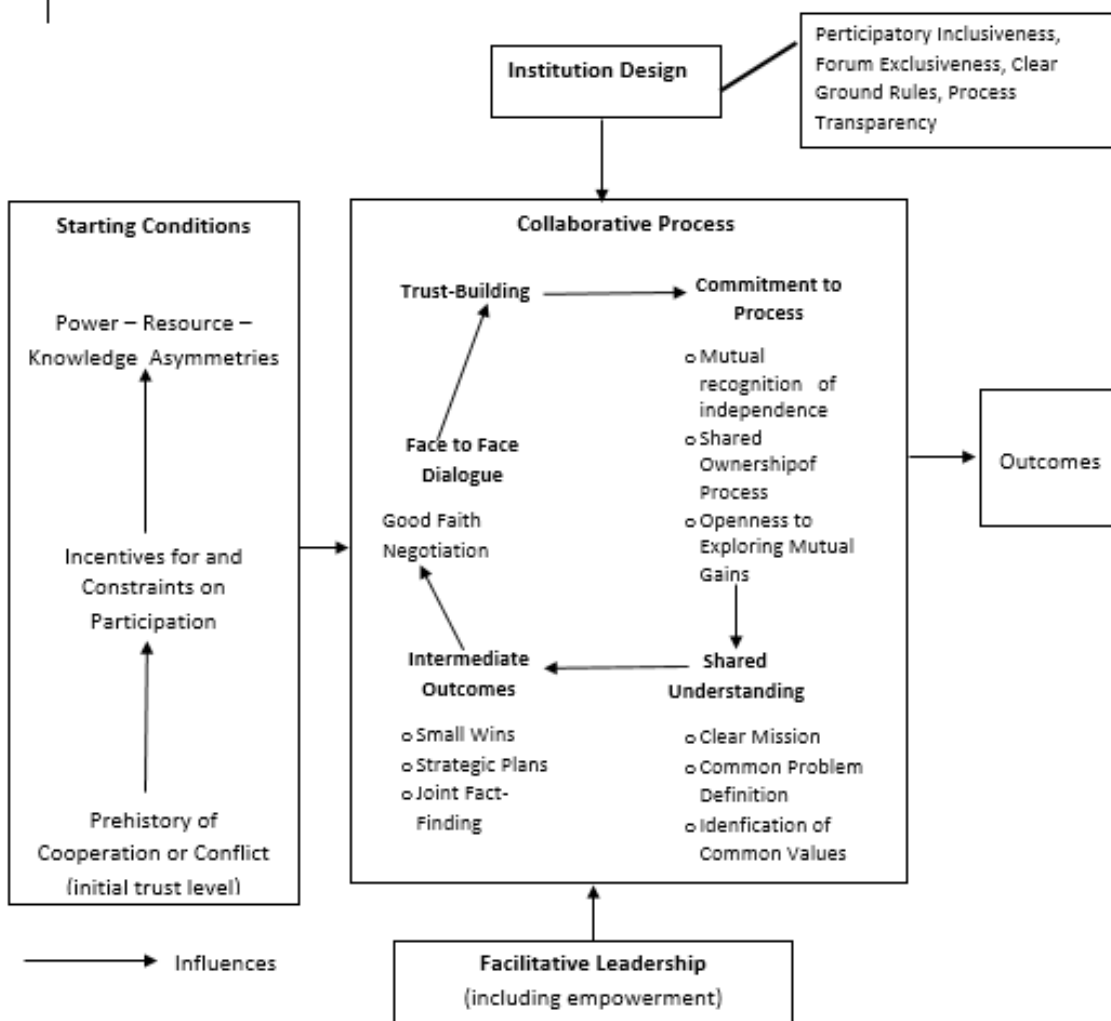 Institution Design
Perticipatory Inclusiveness,
Forum Exclusiveness, Clear
Ground Rules, Process
Transparency
Starting Conditions
Power – Resource –
Knowledge Asymmetries
Incentives for and
Constraints on
Participation
Prehistory of
Cooperation or Conflict
(initial trust level)
Collaborative Process
Trust-Building
Commitment to
Process
o Mutual
recognition of
independence
o Shared
Ownershipof
Process
o Openness to
Exploring Mutual
Gains
Face to Face
Dialogue
Good Faith
Negotiation
Intermediate
Outcomes
o Small Wins
o Strategic Plans
o Joint Fact-
Finding
Shared
Understanding
o Clear Mission
o Common Problem
Definition
o Idenfication of
Common Values
Outcomes
Influences
Facilitative Leadership
(including empowerment)